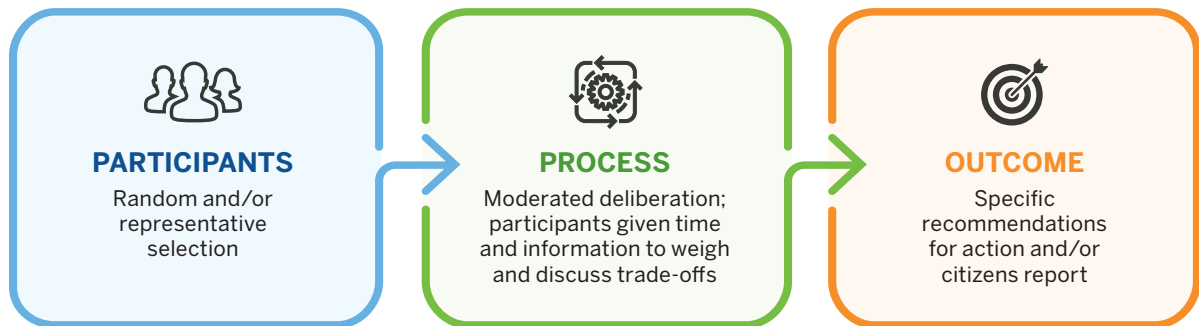 PARTICIPANTS
Random and/or
representative
selection
PROCESS
Moderated deliberation;
participants given time
and information to weigh
and discuss trade-offs
OUTCOME
Specific
recommendations
for action and/or
citizens report